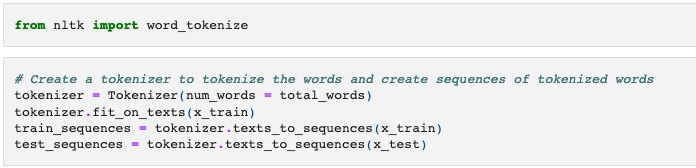 from nltk import word_tokenize
# Create a tokenizer to tokenize the words and create sequences of tokenized words
tokenizer = Tokenizer(num_words = total_words)
tokenizer.fit_on_texts(x_train)
train_sequences = tokenizer.texts_to_sequences(x_train)
test_sequences = tokenizer.texts_to_sequences(x_test)